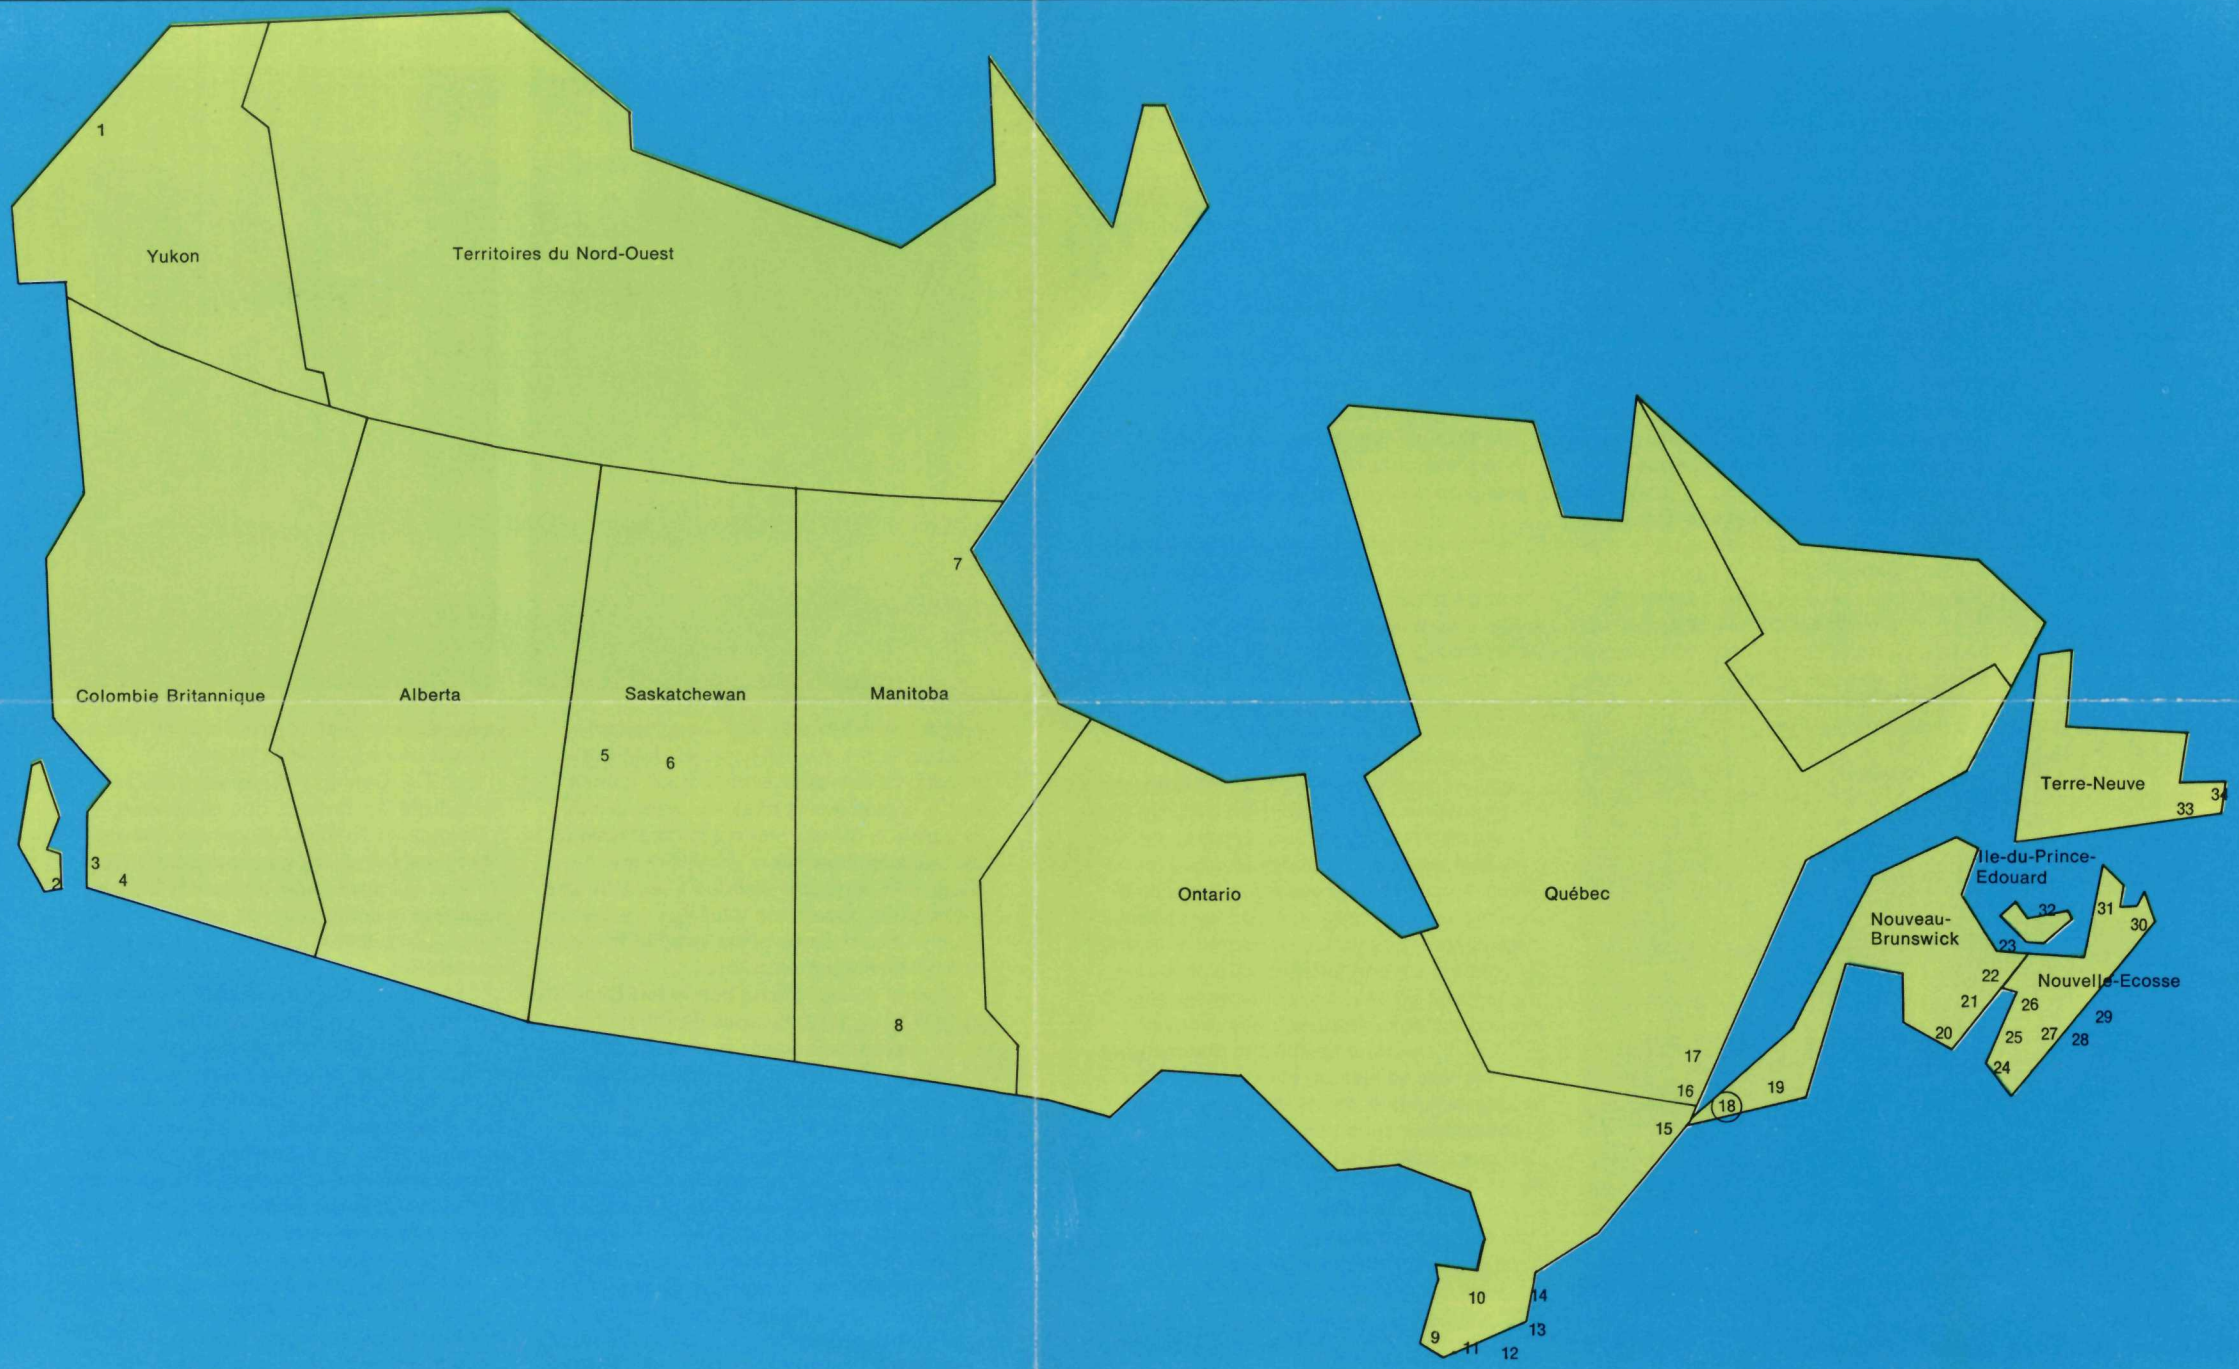 1
Yukon
Territoires du Nord-Ouest
7
Colombie Britannique
Alberta
Saskatchewan
Manitoba
5
6
2
3
4
8
Ontario
Québec
Terre-Neuve
33
34
Ile-du-Prince-
Edouard
32
31
30
Nouveau-
Brunswick
23
22
Nouvelle-Ecosse
21
26
20
25
27
28
29
24
17
16
18
19
15
14
10
13
9
11
12